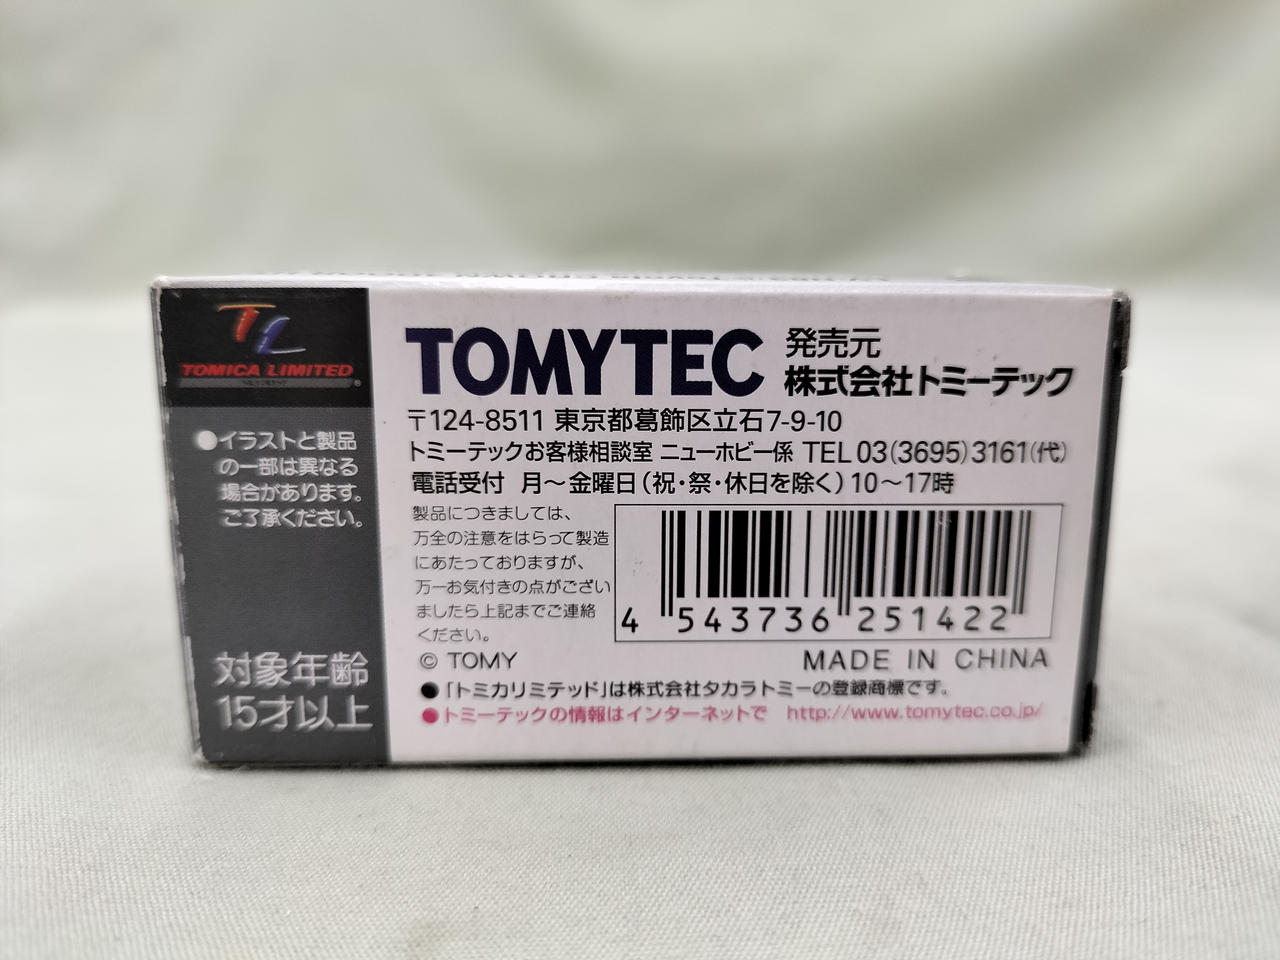 TL
TOMICA LIMITED
●イラストと製品
の一部は異なる
場合があります。
ご了承ください。
対象年齢
15才以上
TOMYTEC
発売元
株式会社トミーテック
〒124-8511 東京都葛飾区立石7-9-10
トミーテックお客様相談室 ニューホビー係 TEL 03(3695)3161(代)
電話受付 月～金曜日(祝・祭・休日を除く)10～17時
製品につきましては、
万全の注意をはらって製造
にあたっておりますが、
万一お気付きの点がござい
ましたら上記までご連絡
ください。
4 543736 251422
© TOMY
MADE IN CHINA
●「トミカリミテッド」は株式会社タカラトミーの登録商標です。
●トミーテックの情報はインターネットで http://www.tomytec.co.jp/